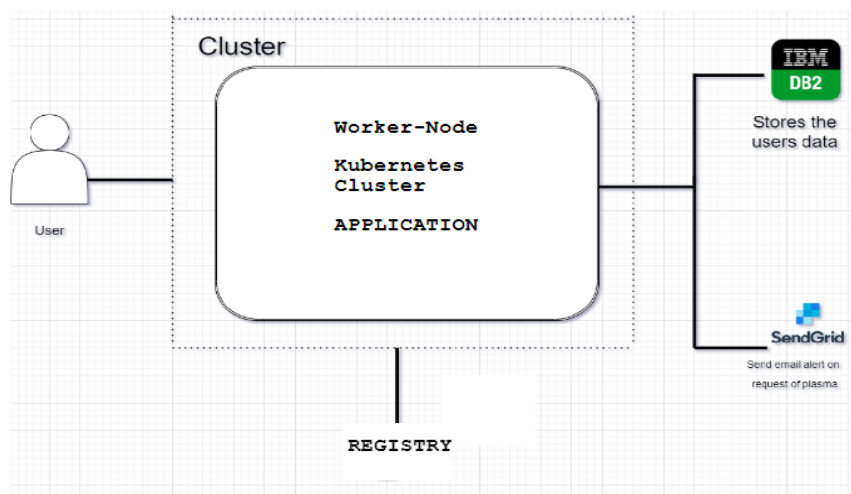 Cluster
Worker-Node
Kubernetes
Cluster
APPLICATION
User
IBM
DB2
Stores the
users data
SendGrid
Send email alert on
request of plasma
REGISTRY